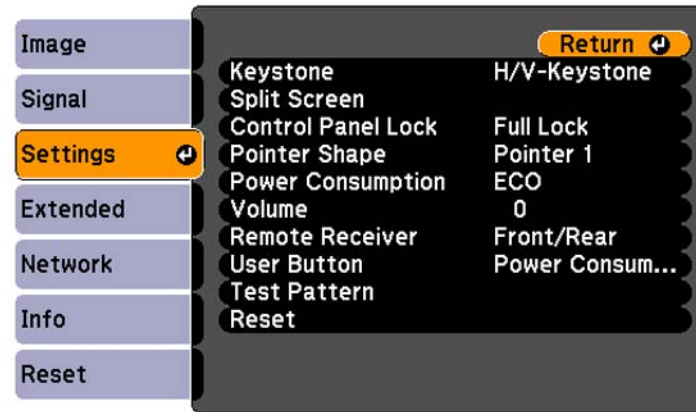 Image
Signal
Settings
Extended
Network
Info
Reset
Return
Keystone H/V-Keystone
Split Screen
Control Panel Lock Full Lock
Pointer Shape Pointer 1
Power Consumption ECO
Volume 0
Remote Receiver Front/Rear
User Button Power Consum...
Test Pattern
Reset